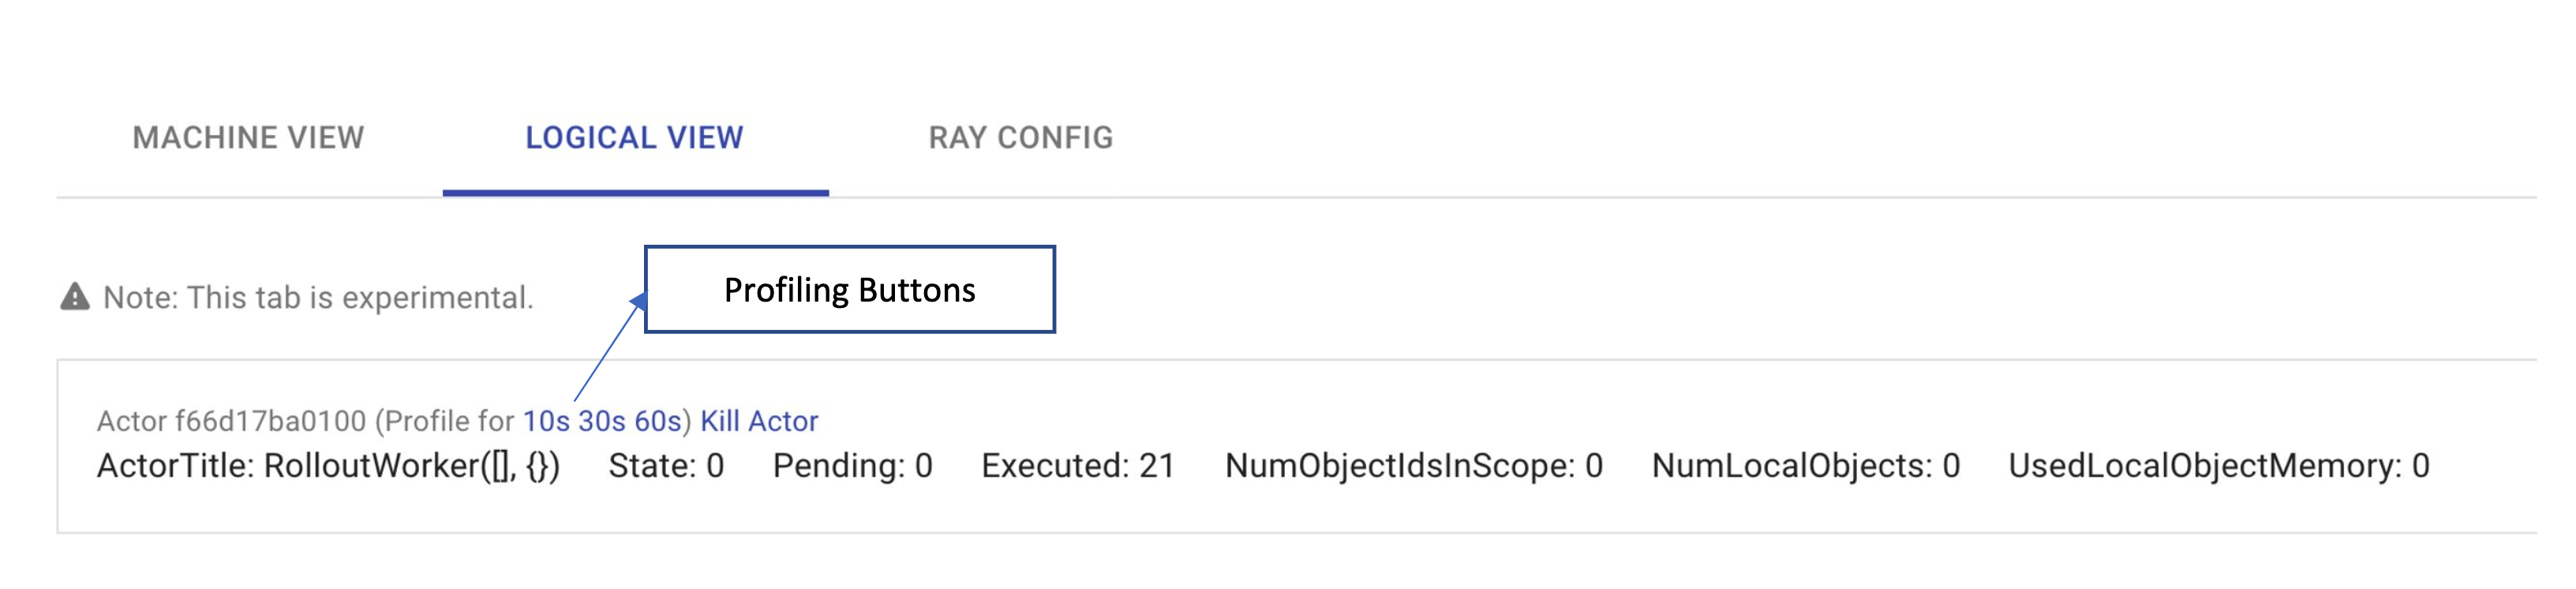 MACHINE VIEW LOGICAL VIEW RAY CONFIG
Note: This tab is experimental.
Profiling Buttons
Actor f66d17ba0100 (Profile for 10s 30s 60s) Kill Actor
ActorTitle: RolloutWorker([], {}) State: 0 Pending: 0 Executed: 21 NumObjectIdsInScope: 0 NumLocalObjects: 0 UsedLocalObjectMemory: 0